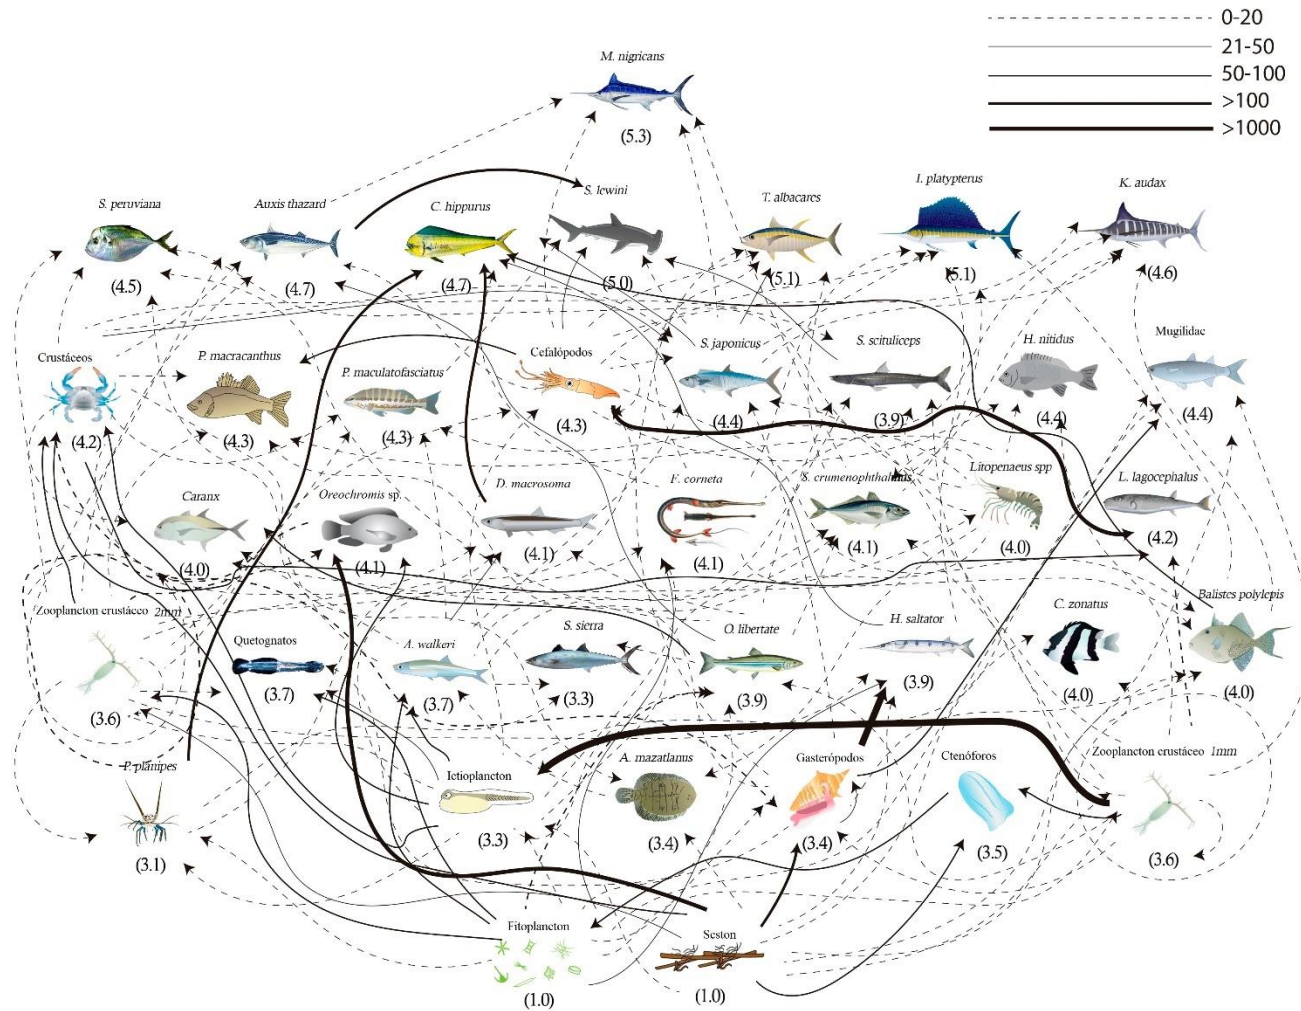 0-20
21-50
50-100
>100
>1000
M. nigricans
(5.3)
S. peruviana
Auxis thazard
C. hippurus
S. lewini
T. albacares
I. platypterus
K. audax
(4.5)
(4.7)
(4.7)
(5.0)
(5.1)
(5.1)
(4.6)
Crustáceos
P. macracanthus
P. maculatofasciatus
Cefalópodos
S. japonicus
S. scituliceps
H. nitidus
Mugilidac
(4.2)
(4.3)
(4.3)
(4.3)
(4.4)
(3.9)
(4.4)
(4.4)
Caranx
Oreochromis sp.
D. macrosoma
F. corneta
S. crumenophthalmus
Litopenaeus spp
L. lagocephalus
(4.0)
(4.1)
(4.1)
(4.1)
(4.1)
(4.0)
(4.2)
Zooplancton crustáceo 2mm
Quetognatos
A. walkeri
S. sierra
O. libertate
H. saltator
C. zonatus
Balistes polylepis
(3.6)
(3.7)
(3.7)
(3.3)
(3.9)
(3.9)
(4.0)
(4.0)
P. planipes
Ictioplancton
A. mazatlanus
Gasterópodos
Ctenóforos
Zooplancton crustáceo 1mm
(3.1)
(3.3)
(3.4)
(3.4)
(3.5)
(3.6)
Fitoplancton
Seston
(1.0)
(1.0)